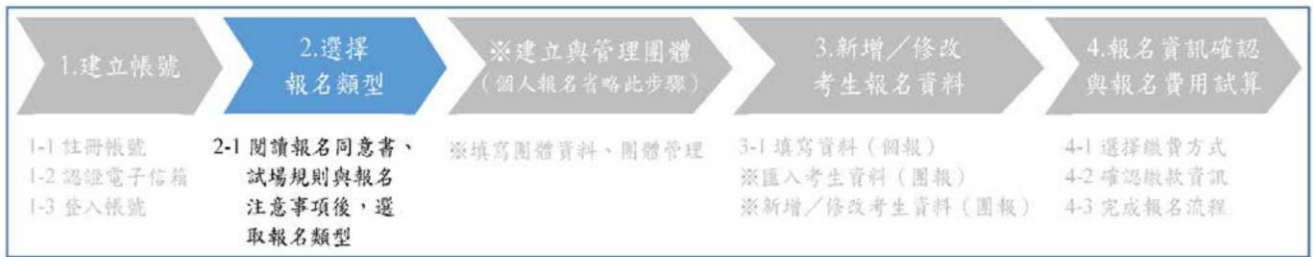 1.建立帳號
2.選擇
報名類型
※建立與管理團體
（個人報名省略此步驟）
3.新增／修改
考生報名資料
4.報名資訊確認
與報名費用試算
1-1 註冊帳號
1-2 認證電子信箱
1-3 登入帳號
2-1 閱讀報名同意書、
試場規則與報名
注意事項後，選
取報名類型
※填寫團體資料、團體管理
3-1 填寫資料（個報）
※匯入考生資料（團報）
※新增／修改考生資料（團報）
4-1 選擇繳費方式
4-2 確認繳款資訊
4-3 完成報名流程